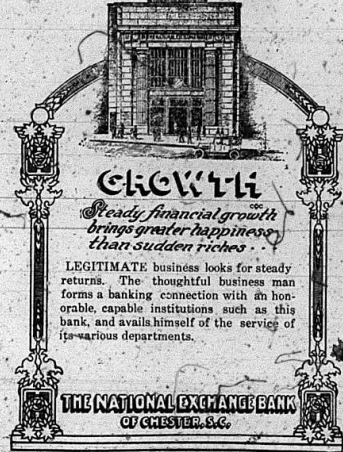 GROWTH
Steady financial growth
brings greater happiness
than sudden riches - -
LEGITIMATE business looks for steady
returns. The thoughtful business man
forms a banking connection with an hon-
orable, capable institutions such as this
bank, and avails himself of the service of
its various departments.
THE NATIONAL EXCHANGE BANK
OF CHESTER, S.C.